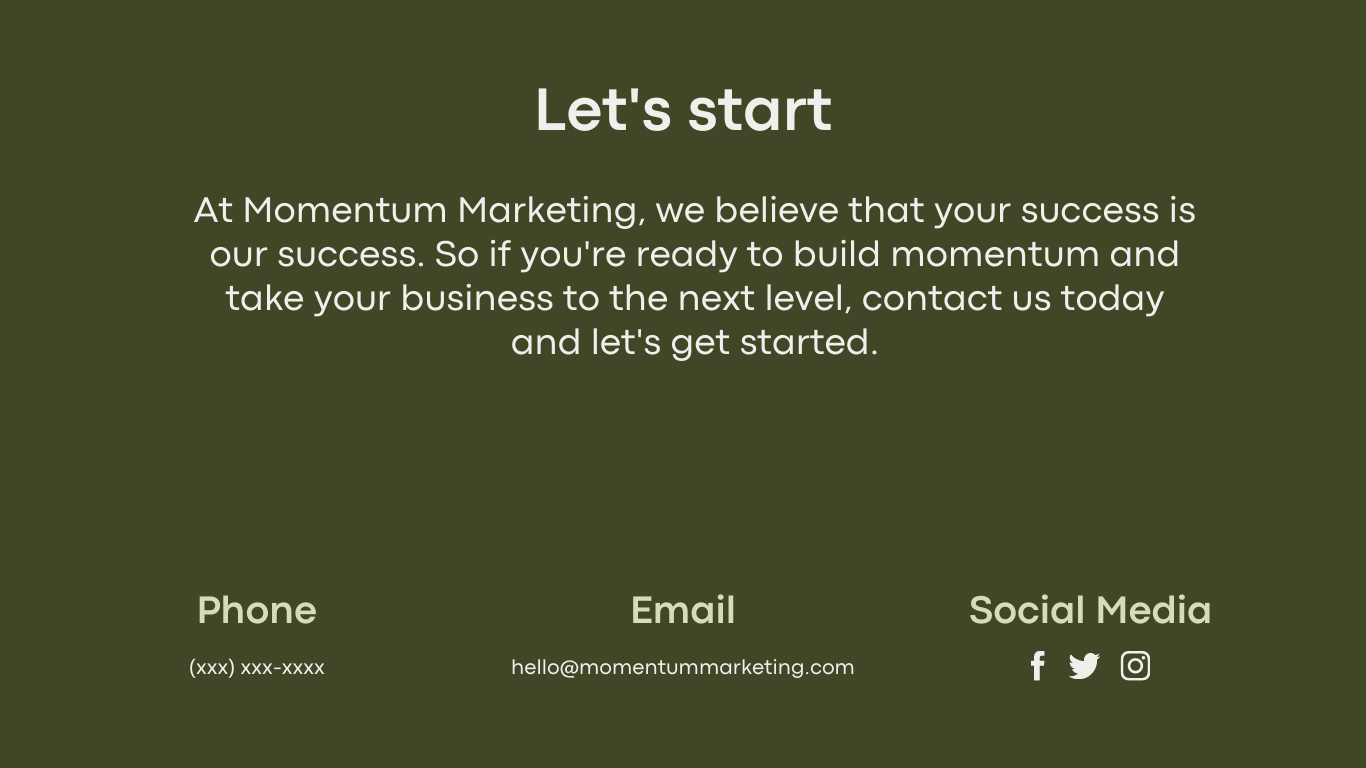 Let's start
At Momentum Marketing, we believe that your success is
our success. So if you're ready to build momentum and
take your business to the next level, contact us today
and let's get started.
Phone
(xxx) xxx-xxxx
Email
hello@momentummarketing.com
Social Media